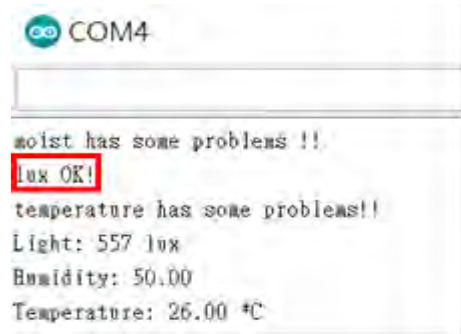 COM4
moist has some problems !!
lux OK!
temperature has some problems!!
Light: 557 lux
Humidity: 50.00
Temperature: 26.00 *C